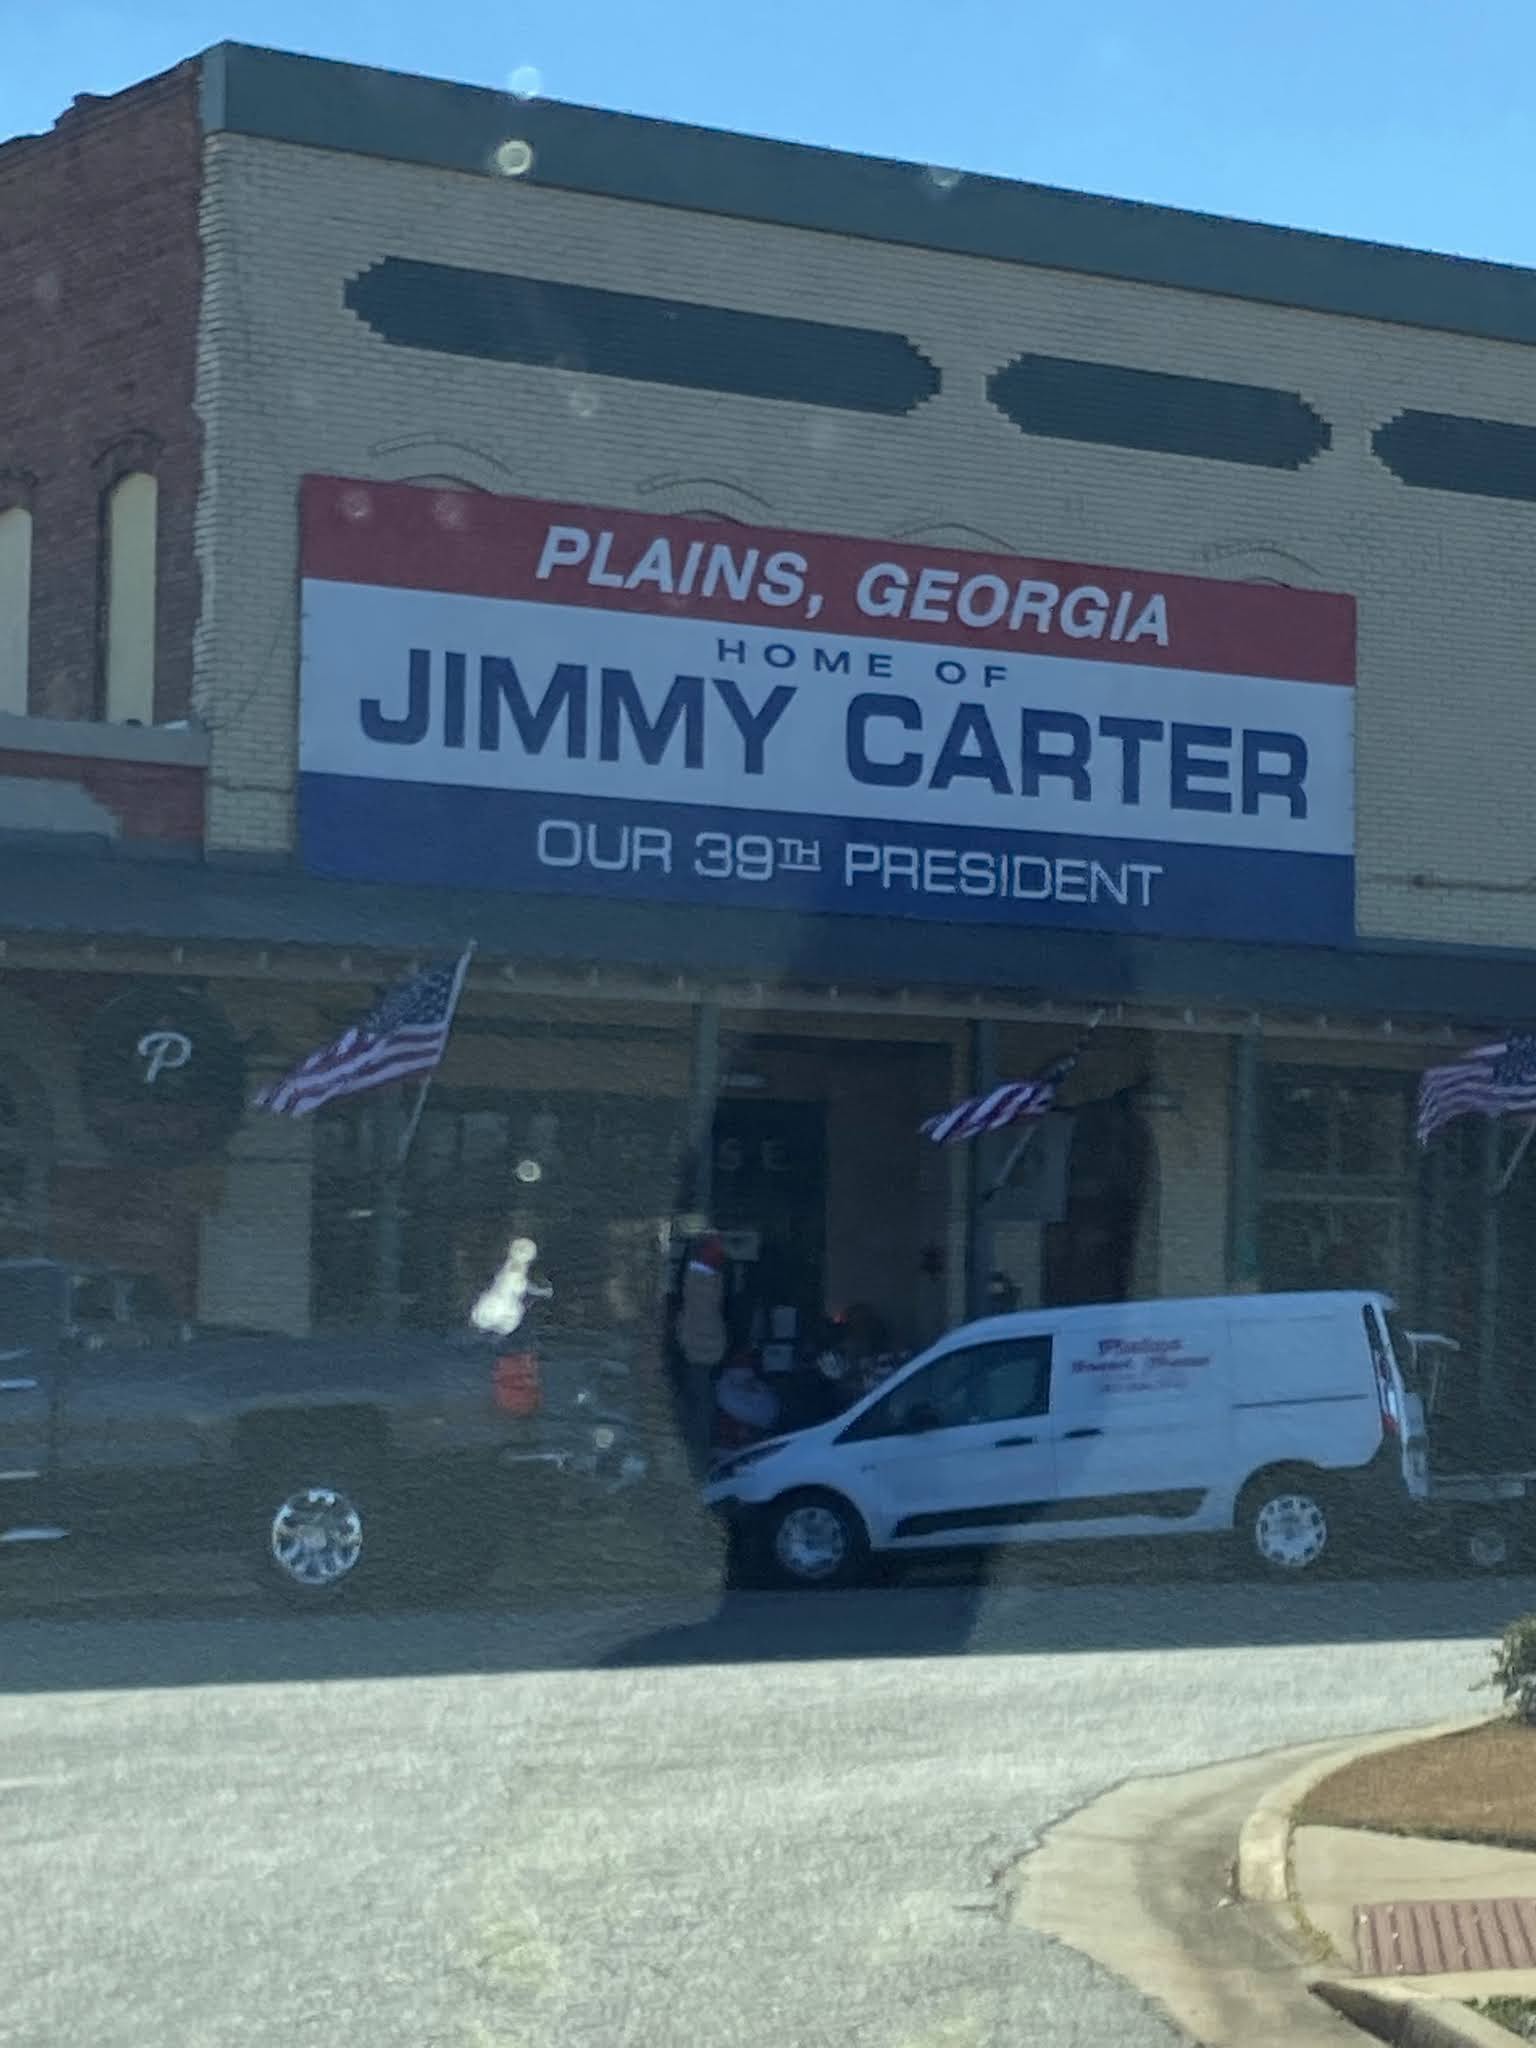 PLAINS, GEORGIA
HOME OF
JIMMY CARTER
OUR 39TH PRESIDENT
P